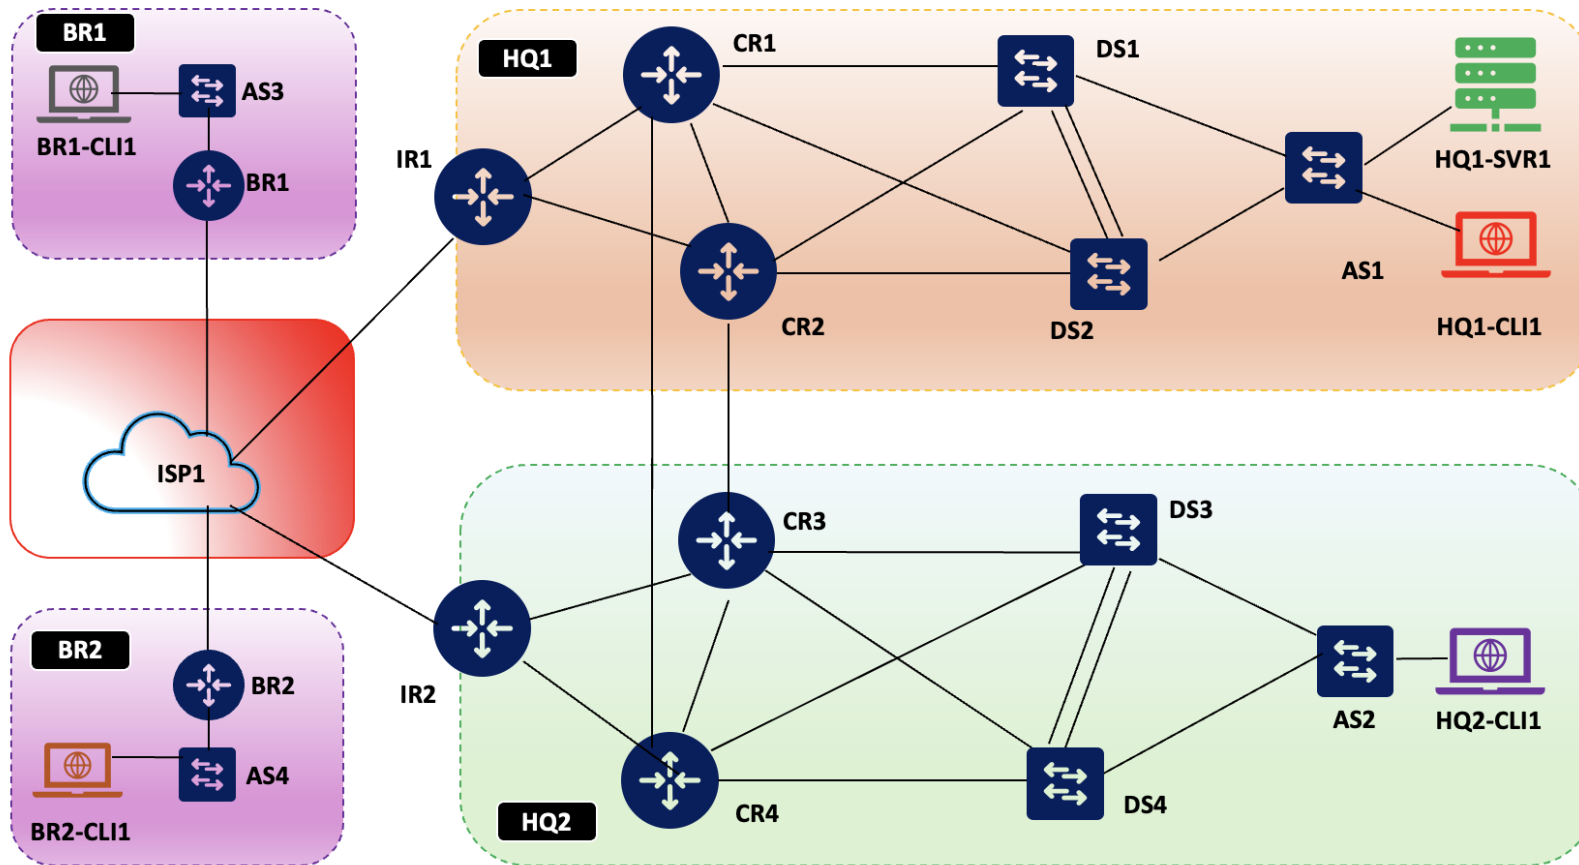 BR1
AS3
BR1-CLI1
BR1
ISP1
BR2
BR2
AS4
BR2-CLI1
HQ1
CR1
DS1
IR1
HQ1-SVR1
AS1
CR2
DS2
HQ1-CLI1
CR3
DS3
IR2
AS2
HQ2-CLI1
CR4
DS4
HQ2